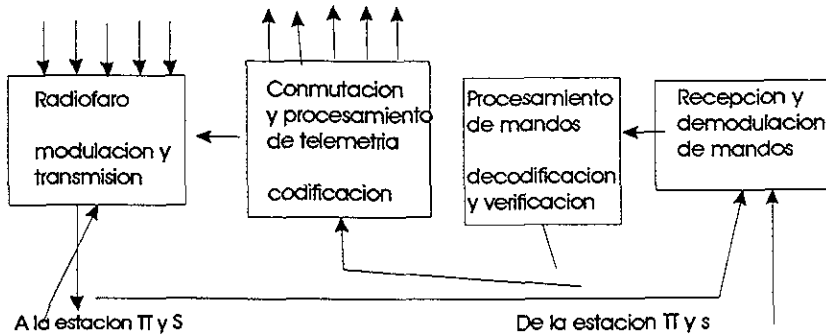 Radiofaro
modulacion y
transmision
Conmutacion
y procesamiento
de telemetria
codificacion
Procesamiento
de mandos
decodificacion
y verificacion
Recepcion y
demodulacion
de mandos
A la estacion TT y S
De la estacion TT y s